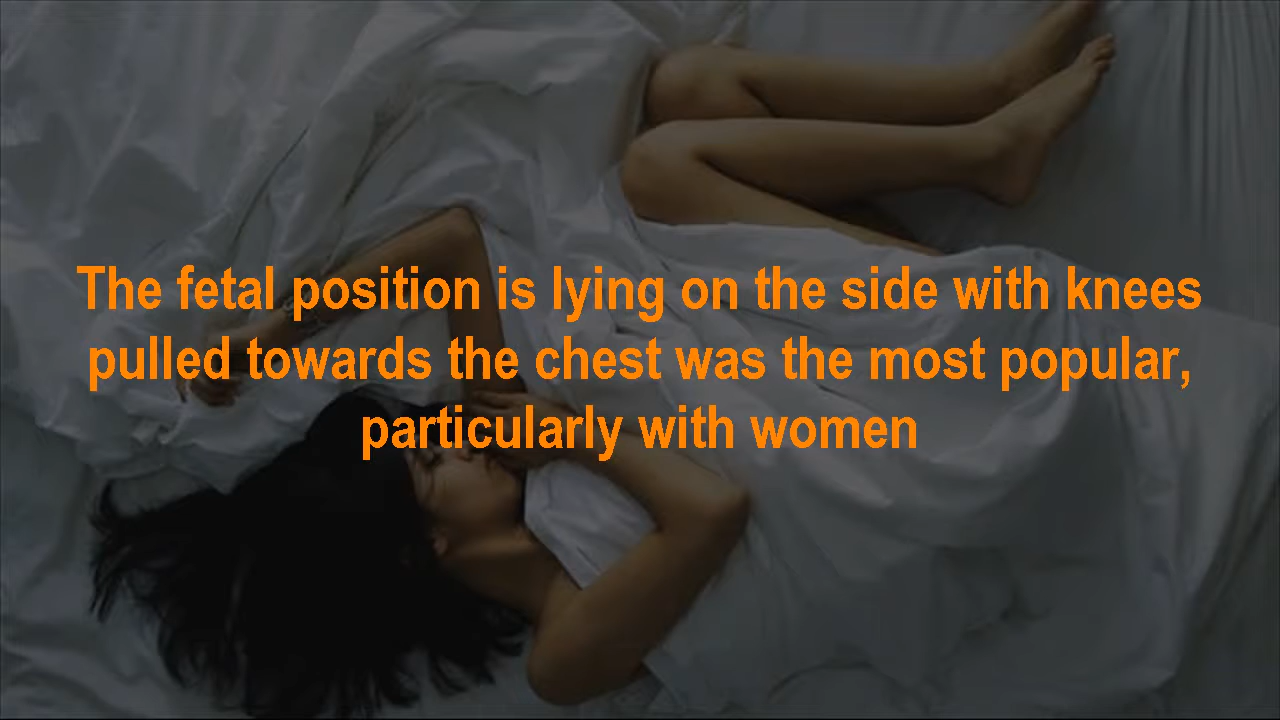 The fetal position is lying on the side with knees
pulled towards the chest was the most popular,
particularly with women